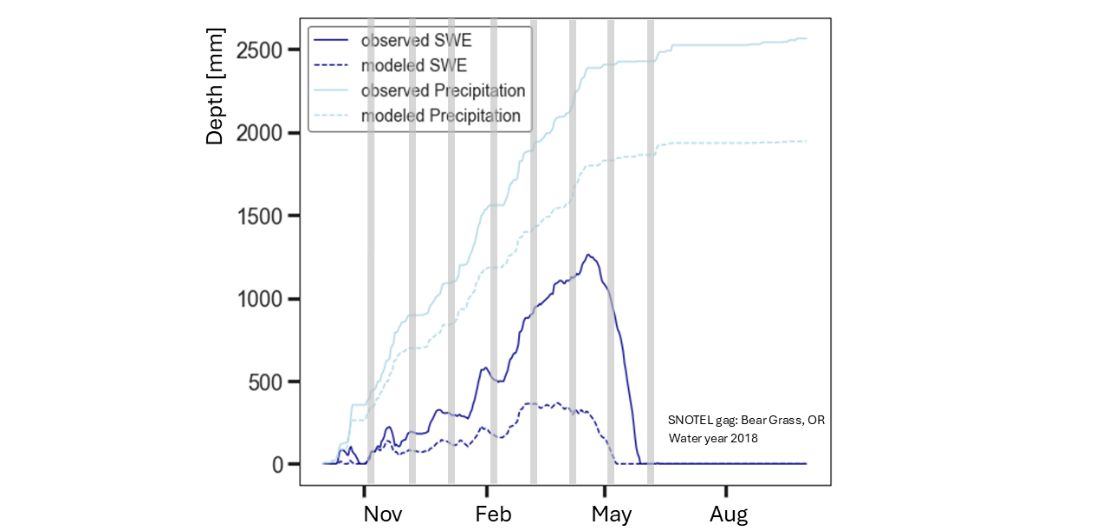 Depth [mm]
2500
2000
1500
1000
500
0
observed SWE
modeled SWE
observed Precipitation
modeled Precipitation
SNOTEL gag: Bear Grass, OR
Water year 2018
Nov Feb May Aug